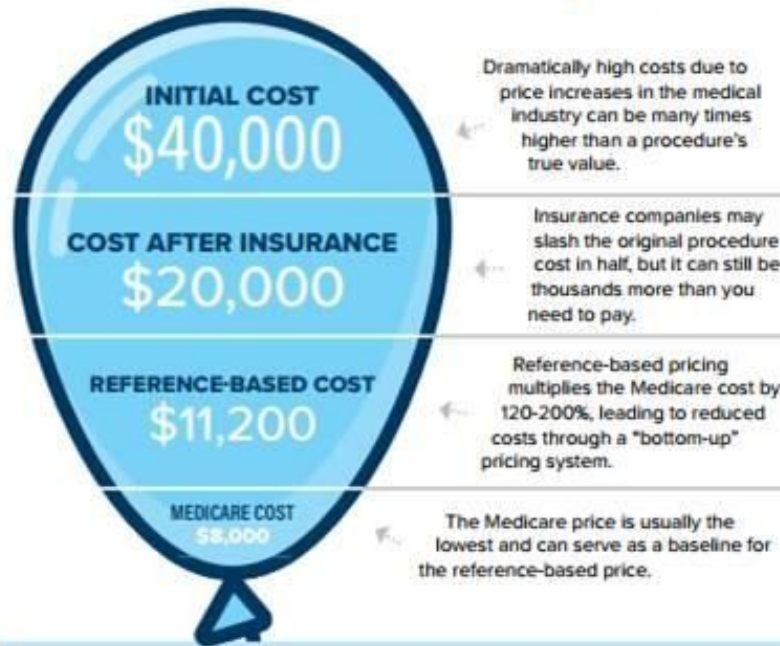 INITIAL COST
$40,000
Dramatically high costs due to
price increases in the medical
industry can be many times
higher than a procedure's
true value.
COST AFTER INSURANCE
$20,000
Insurance companies may
slash the original procedure
cost in half, but it can still be
thousands more than you
need to pay.
REFERENCE-BASED COST
$11,200
Reference-based pricing
multiplies the Medicare cost by
120-200%, leading to reduced
costs through a "bottom-up"
pricing system.
MEDICARE COST
$8,000
The Medicare price is usually the
lowest and can serve as a baseline for
the reference-based price.